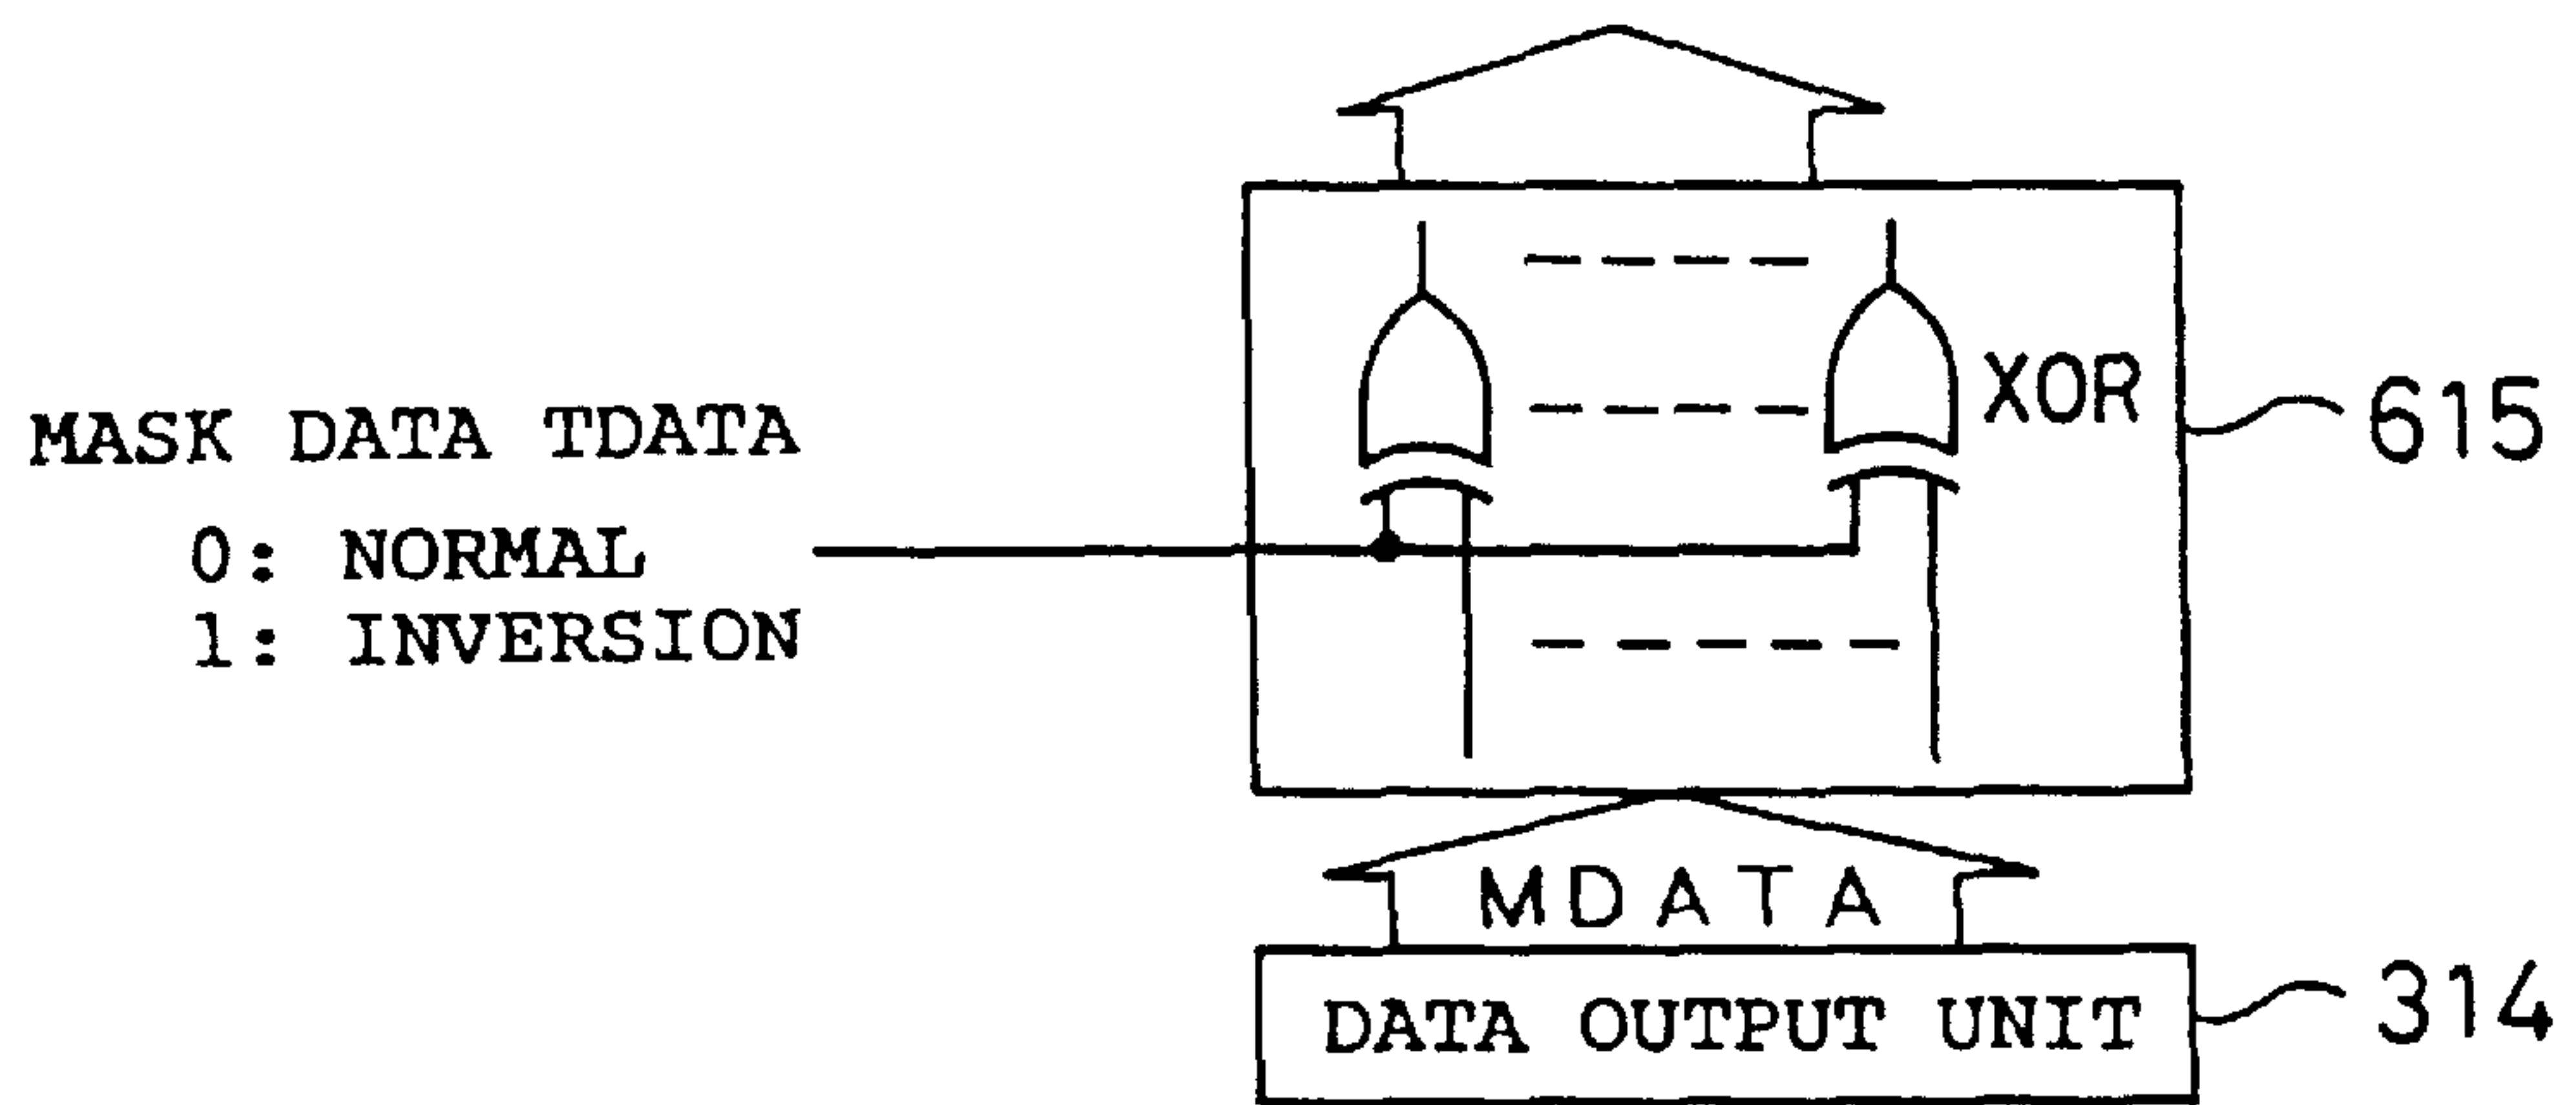 XOR
615
MASK DATA TDATA
0: NORMAL
1: INVERSION
MDATA
DATA OUTPUT UNIT
314